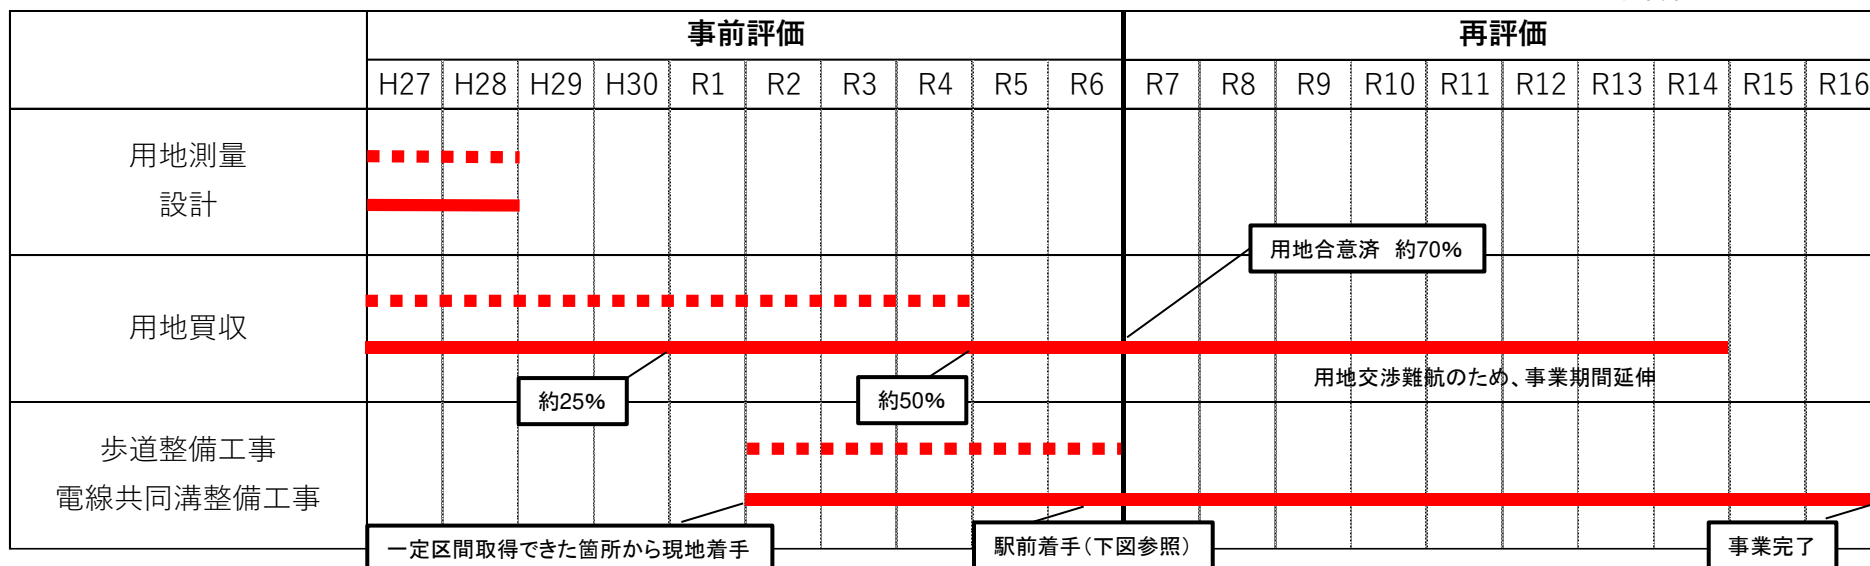 事前評価 再評価
H27 H28 H29 H30 R1 R2 R3 R4 R5 R6 R7 R8 R9 R10 R11 R12 R13 R14 R15 R16
用地測量
設計
用地合意済 約70%
用地買収
用地交渉難航のため、事業期間延伸
約25% 約50%
歩道整備工事
電線共同溝整備工事
一定区間取得できた箇所から現地着手 駅前着手(下図参照) 事業完了